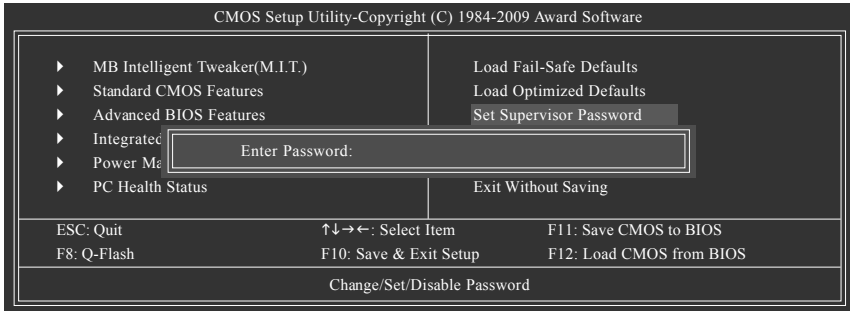 CMOS Setup Utility-Copyright (C) 1984-2009 Award Software
MB Intelligent Tweaker(M.I.T.)
Standard CMOS Features
Advanced BIOS Features
Integrated
Power Ma
PC Health Status
Load Fail-Safe Defaults
Load Optimized Defaults
Set Supervisor Password
Exit Without Saving
Enter Password:
ESC: Quit
↑↓→←: Select Item
F11: Save CMOS to BIOS
F8: Q-Flash
F10: Save & Exit Setup
F12: Load CMOS from BIOS
Change/Set/Disable Password